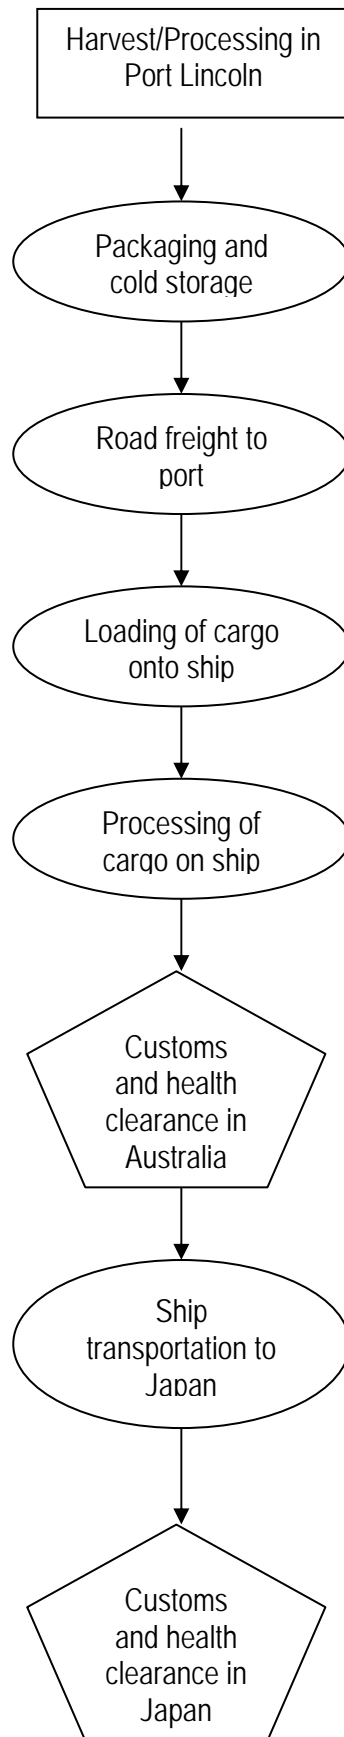 Harvest/Processing in
Port Lincoln
Packaging and
cold storage
Road freight to
port
Loading of cargo
onto ship
Processing of
cargo on ship
Customs
and health
clearance in
Australia
Ship
transportation to
Japan
Customs
and health
clearance in
Japan